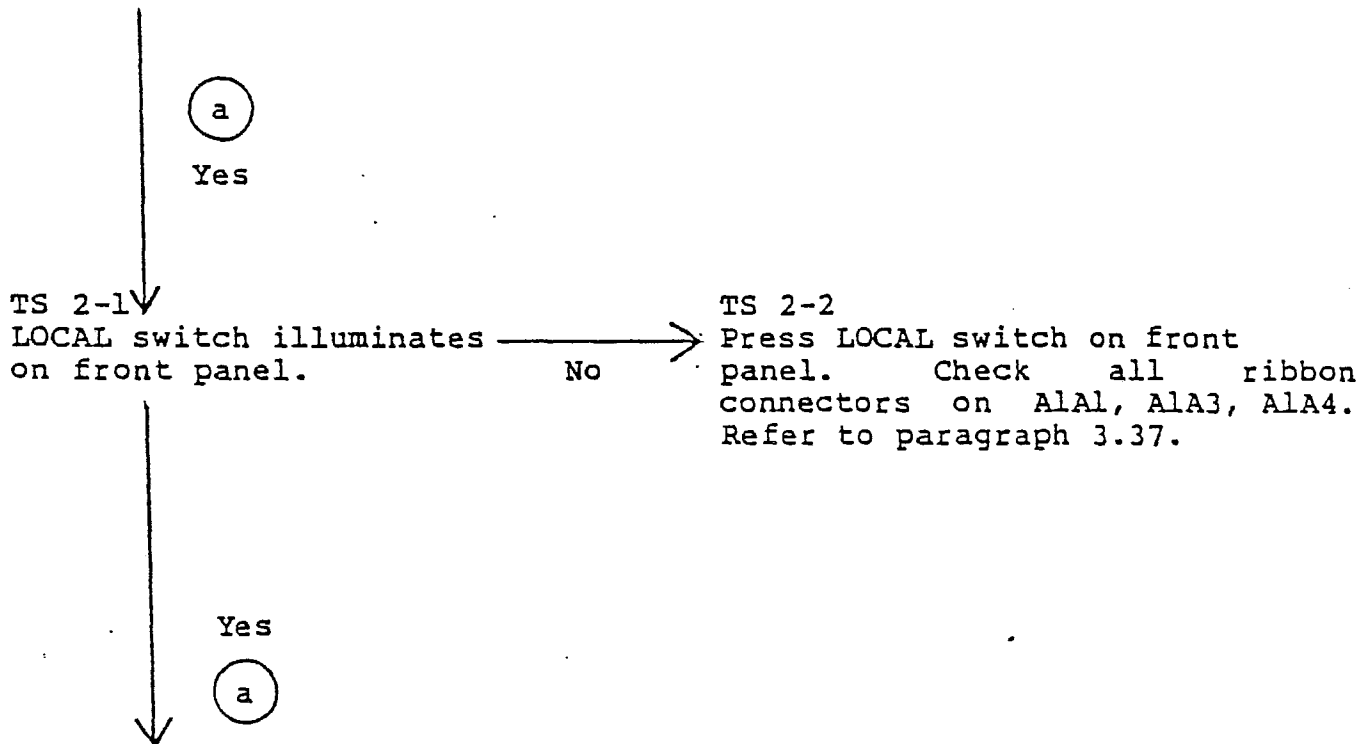 a
Yes
TS 2-1
LOCAL switch illuminates
on front panel.
No
TS 2-2
Press LOCAL switch on front
panel. Check all ribbon
connectors on A1A1, A1A3, A1A4.
Refer to paragraph 3.37.
Yes
a